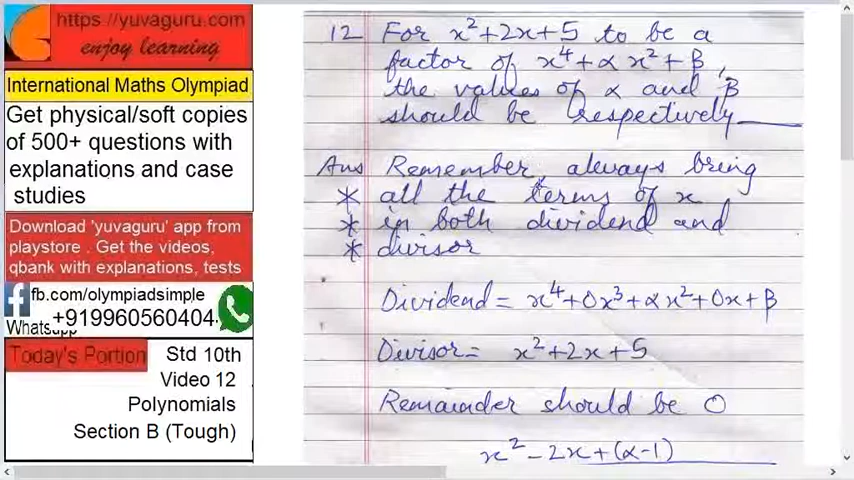 https://yuvaguru.com
enjoy learning
International Maths Olympiad
Get physical/soft copies
of 500+ questions with
explanations and case
studies
Download 'yuvaguru' app from
playstore . Get the videos,
qbank with explanations, tests
fb.com/olympiadsimple
Whatsapp
+919960560404
Today's Portion
Std 10th
Video 12
Polynomials
Section B (Tough)
12 For x²+2x+5 to be a
factor of x⁴+αx²+β,
the values of α and β
should be respectively____
Ans Remember, always bring
* all the terms of x
* in both dividend and
* divisor
Dividend = x⁴+0x³+αx²+0x+β
Divisor= x²+2x+5
Remainder should be 0
x²-2x+(α-1)